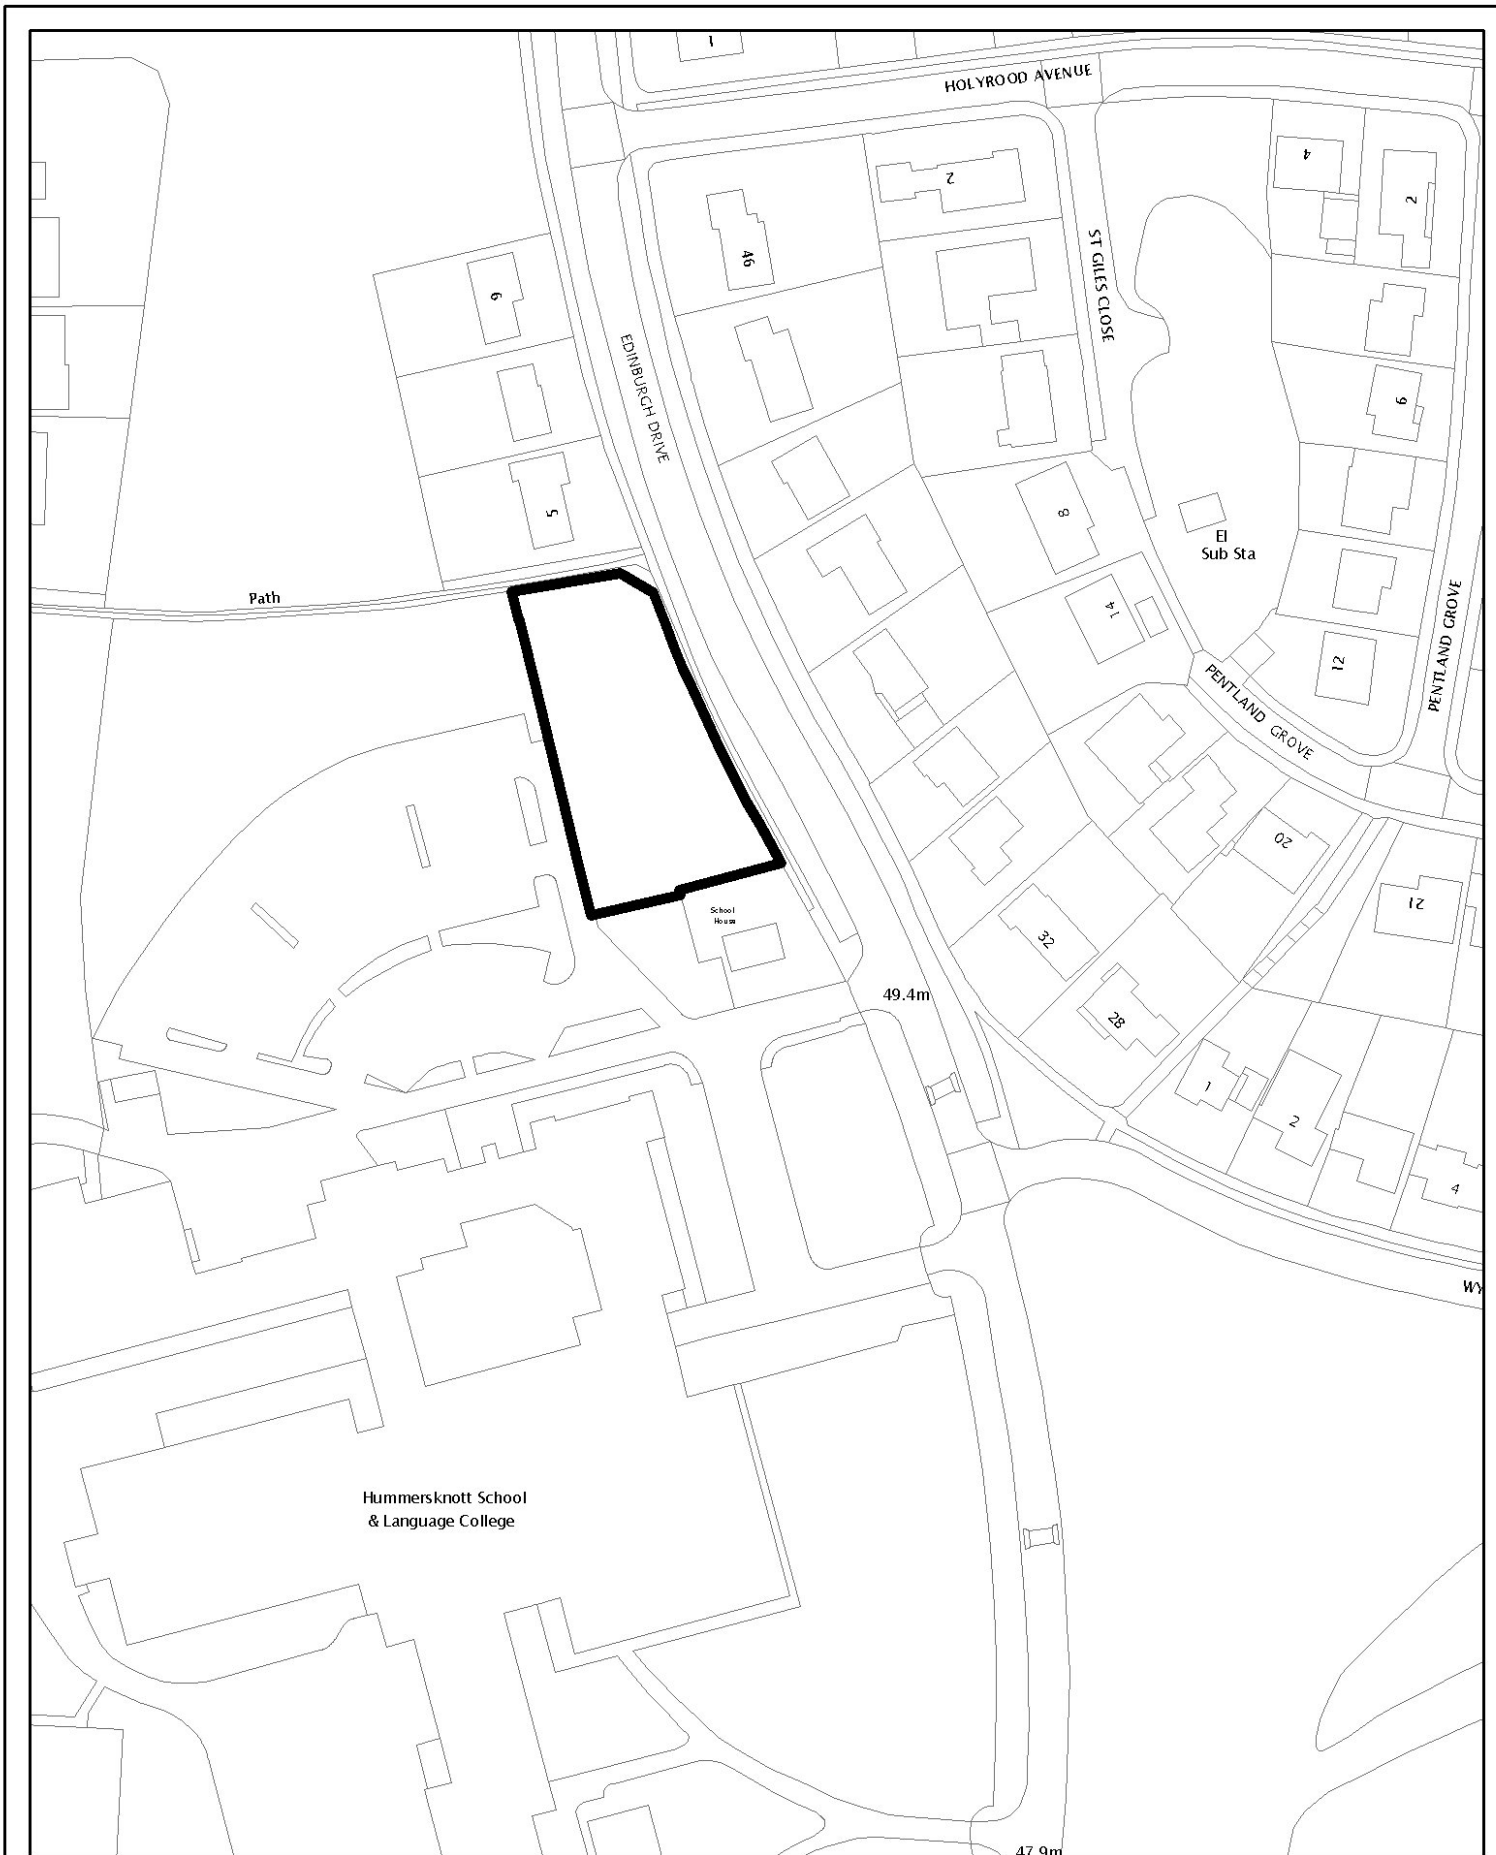 1
HOLYROOD AVENUE
4
2
2
46
ST GILES CLOSE
9
EDINBURGH DRIVE
6
5
8
El
Sub Sta
Path
14
PENTLAND GROVE
12
PENTLAND GROVE
20
21
School
House
32
49.4m
28
1
2
4
WY
Hummersknott School
& Language College
47.9m